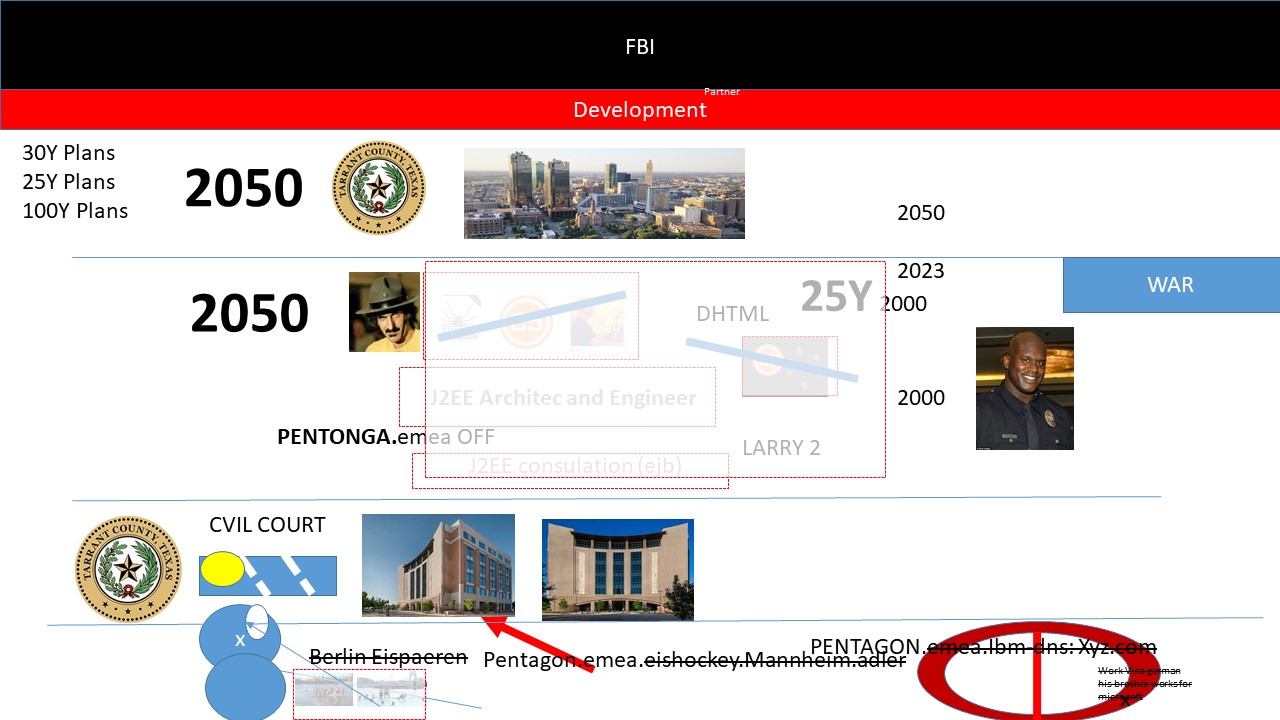 FBI
Partner
Development
30Y Plans
25Y Plans
100Y Plans
2050
TARRANT COUNTY, TEXAS
2050
2023
WAR
2050
25Y
2000
DHTML
J2EE Architec and Engineer
2000
PENTONGA.emea OFF
LARRY 2
J2EE consulation (ejb)
CVIL COURT
TARRANT COUNTY, TEXAS
x
Berlin Eispaeren
Pentagon.emea.eishockey.Mannheim.adler
PENTAGON.emea.Ibm-dns: Xyz.com
Work Visa german
his brother works for
microsoft
x